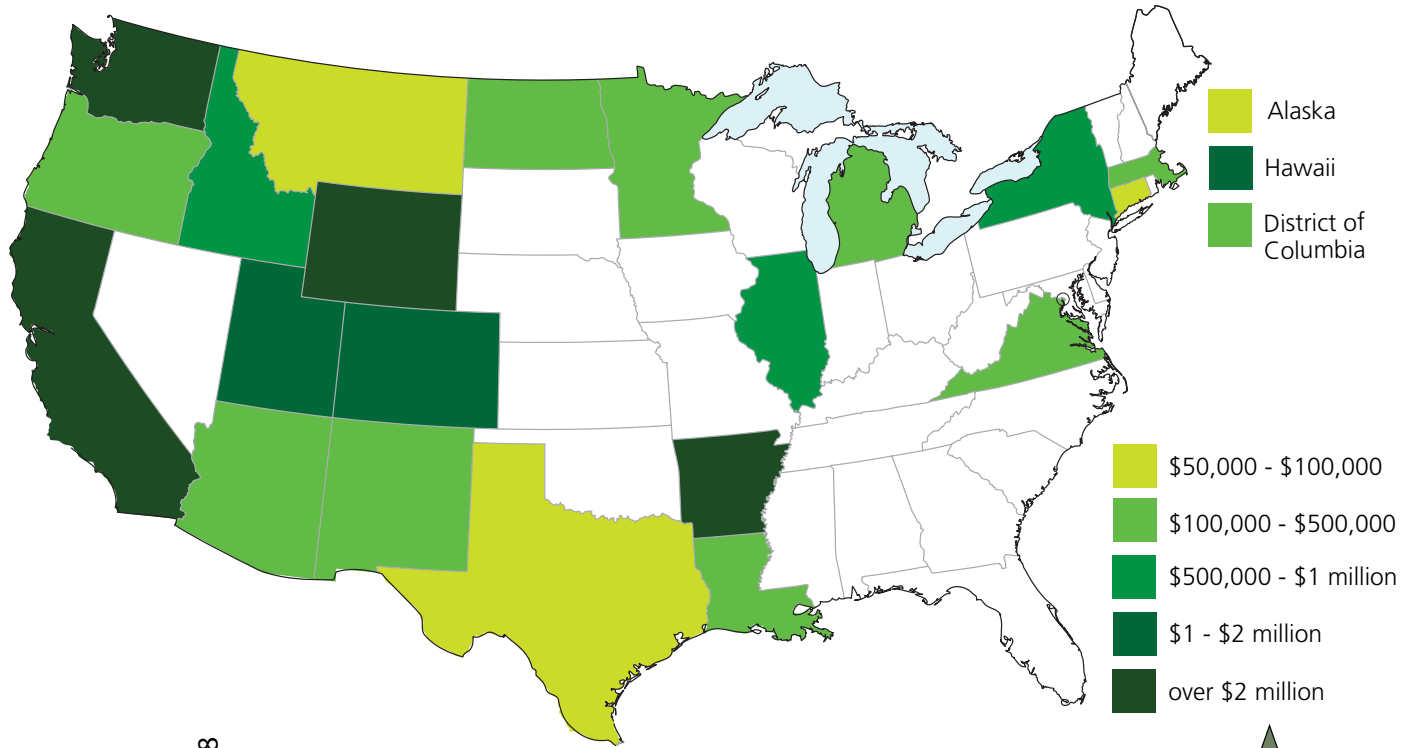 Alaska
Hawaii
District of
Columbia
$50,000 - $100,000
$100,000 - $500,000
$500,000 - $1 million
$1 - $2 million
over $2 million
8